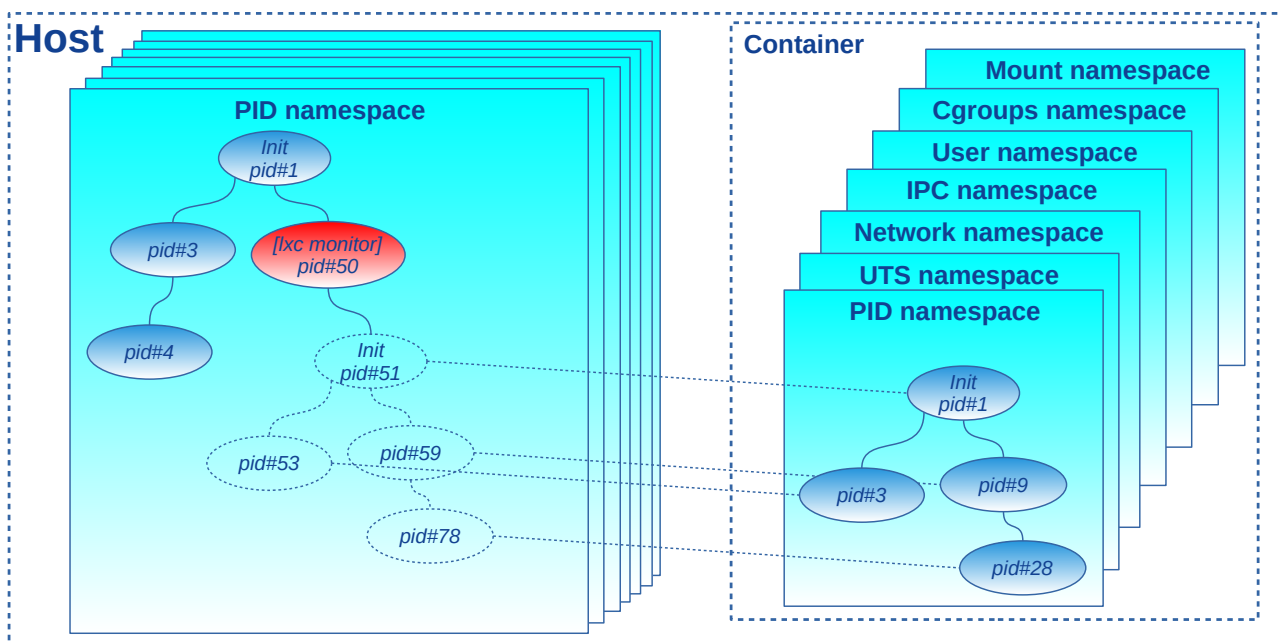 Host
PID namespace
Init
pid#1
pid#3
[lxc monitor]
pid#50
pid#4
Init
pid#51
pid#53
pid#59
pid#78
Container
Mount namespace
Cgroups namespace
User namespace
IPC namespace
Network namespace
UTS namespace
PID namespace
Init
pid#1
pid#3
pid#9
pid#28